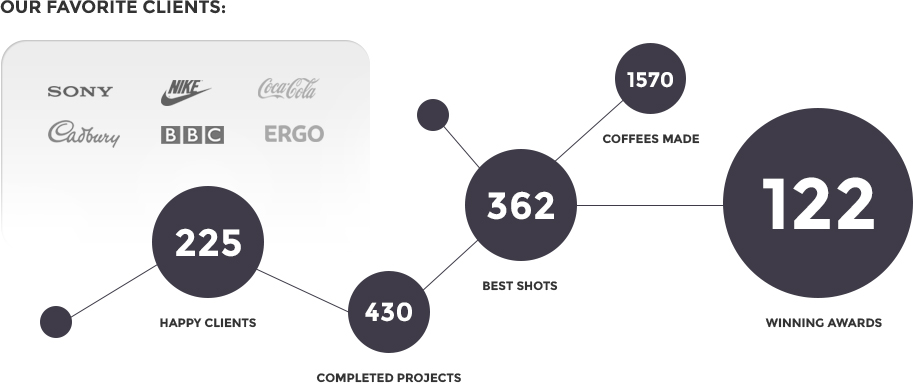 OUR FAVORITE CLIENTS:
SONY NIKE Coca-Cola
Cadbury BBC ERGO
1570
COFFEES MADE
122
WINNING AWARDS
362
BEST SHOTS
225
HAPPY CLIENTS
430
COMPLETED PROJECTS